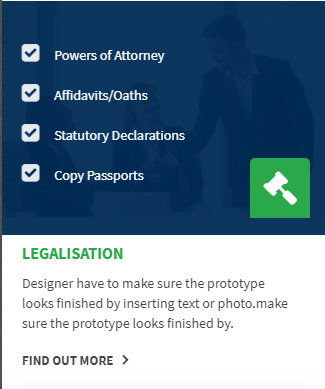 Powers of Attorney
Affidavits/Oaths
Statutory Declarations
Copy Passports
LEGALISATION
Designer have to make sure the prototype
looks finished by inserting text or photo.make
sure the prototype looks finished by.
FIND OUT MORE